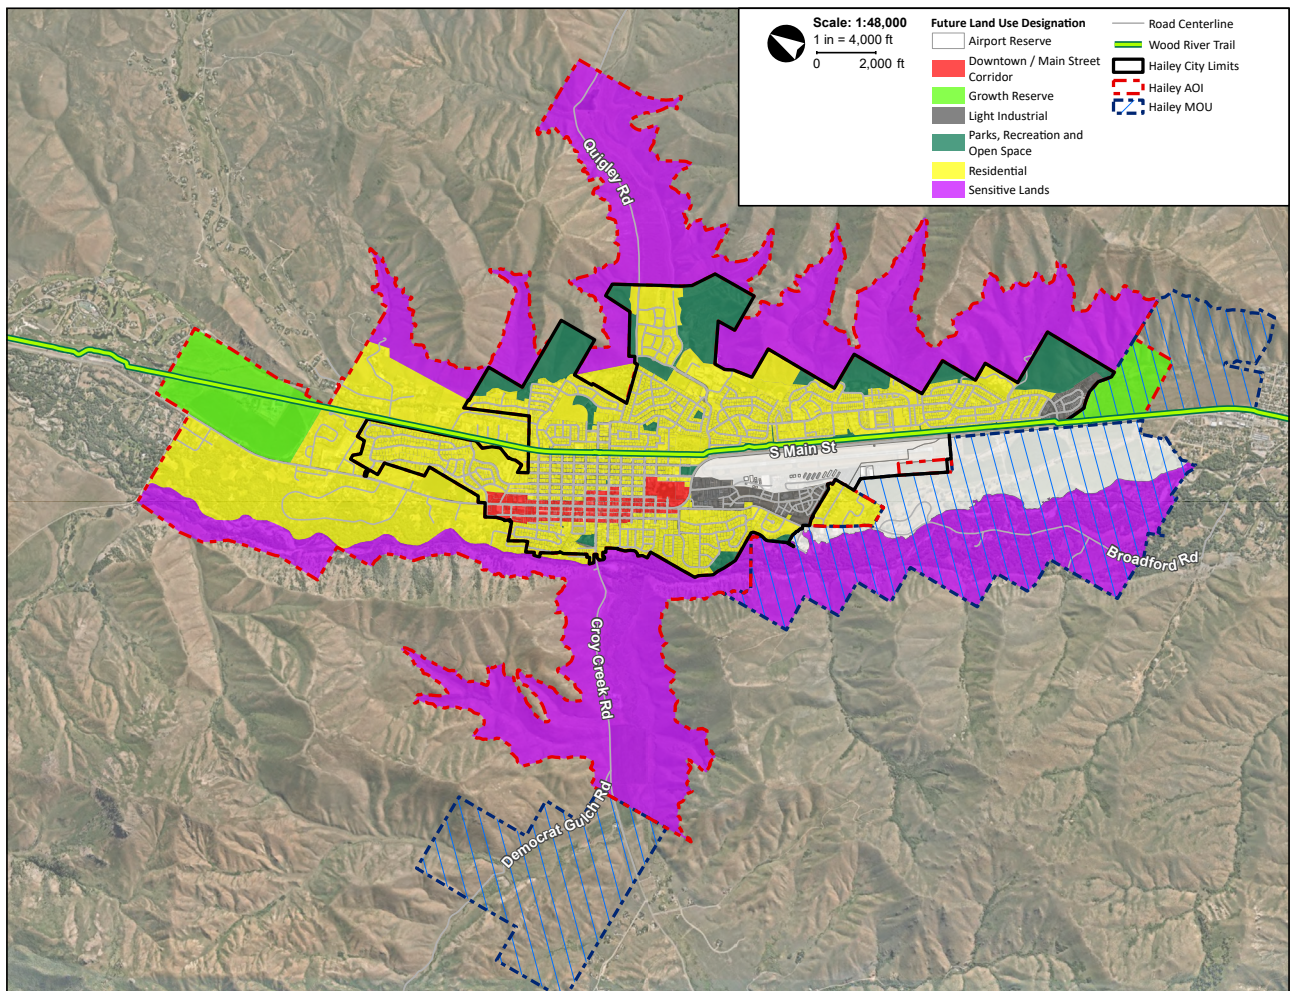 Scale: 1:48,000
1 in = 4,000 ft
0 2,000 ft
Future Land Use Designation
Airport Reserve
Downtown / Main Street
Corridor
Growth Reserve
Light Industrial
Parks, Recreation and
Open Space
Residential
Sensitive Lands
Road Centerline
Wood River Trail
Hailey City Limits
Hailey AOI
Hailey MOU
Quigley Rd
S Main St
Broadford Rd
Croy Creek Rd
Democrat Gulch Rd